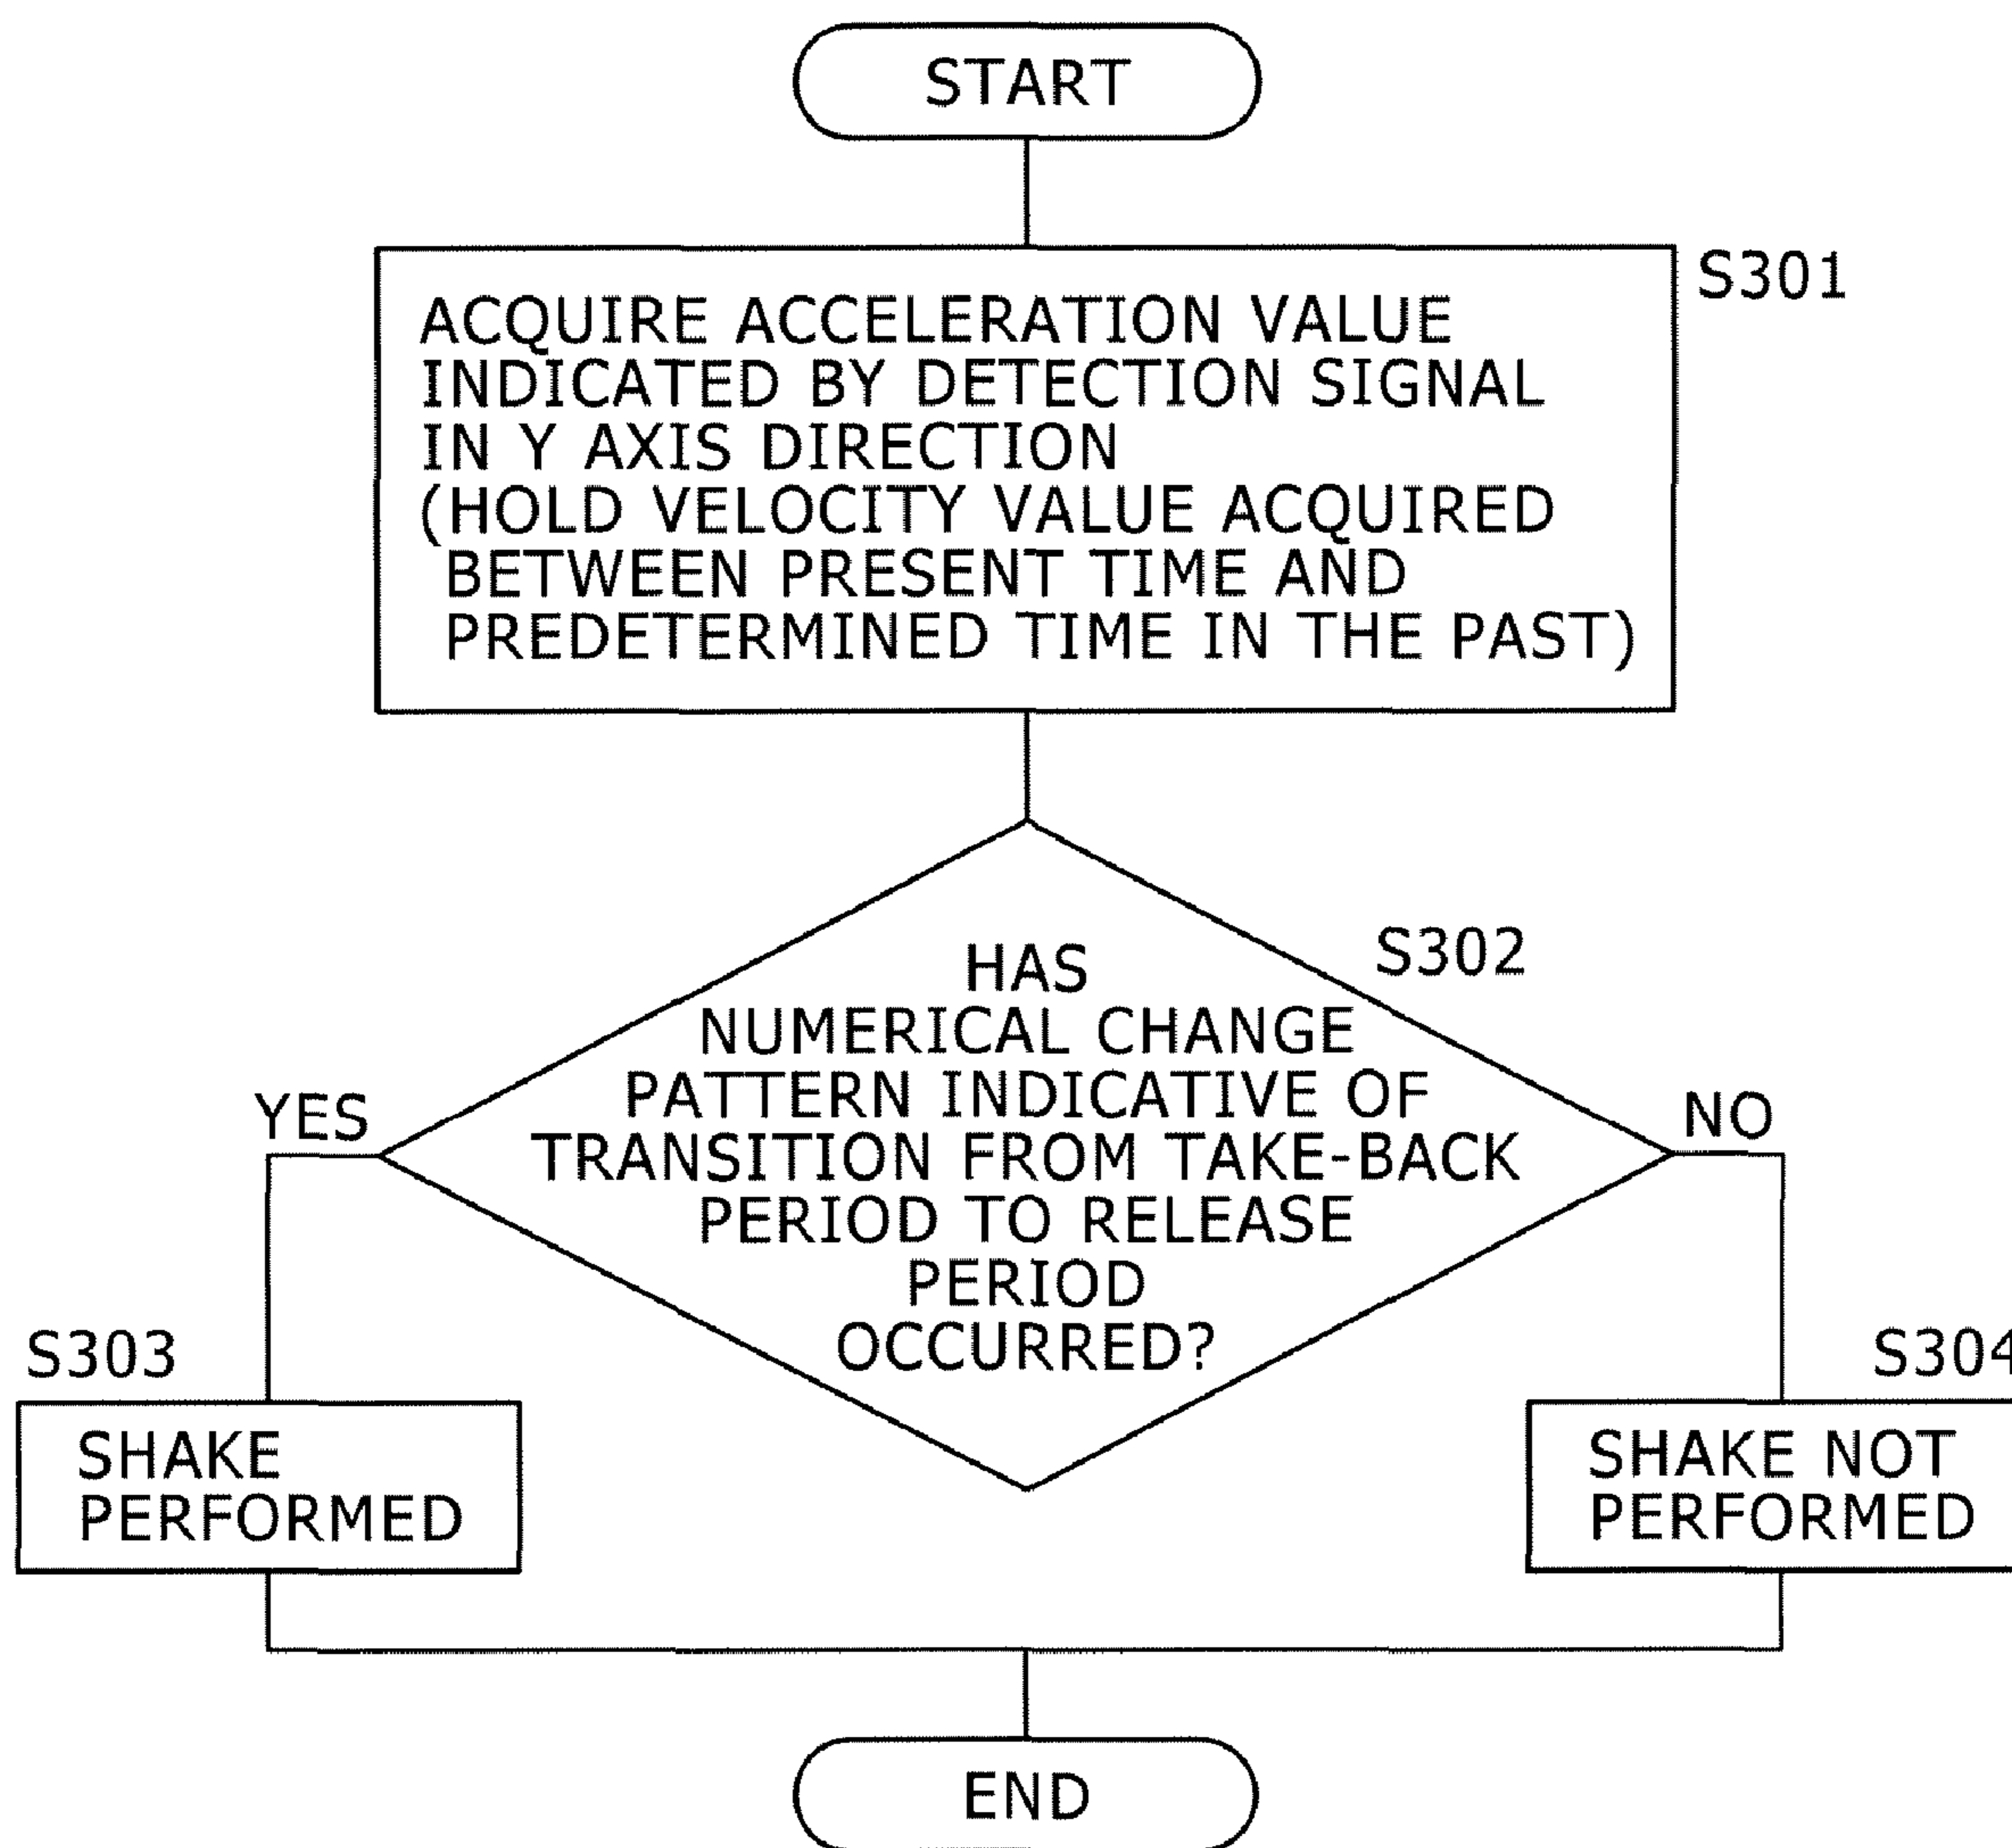 START
S301
ACQUIRE ACCELERATION VALUE
INDICATED BY DETECTION SIGNAL
IN Y AXIS DIRECTION
(HOLD VELOCITY VALUE ACQUIRED
BETWEEN PRESENT TIME AND
PREDETERMINED TIME IN THE PAST)
S302
HAS
NUMERICAL CHANGE
PATTERN INDICATIVE OF
TRANSITION FROM TAKE-BACK
PERIOD TO RELEASE
PERIOD
OCCURRED?
YES
NO
S303
SHAKE
PERFORMED
S304
SHAKE NOT
PERFORMED
END